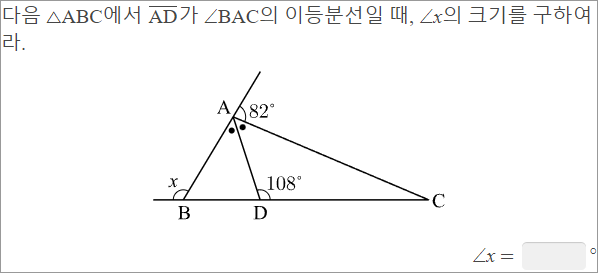 다음 △ABC에서 AD가 ∠BAC의 이등분선일 때, ∠x의 크기를 구하여
라.
A
82°
x
108°
B
D
C
∠x = °